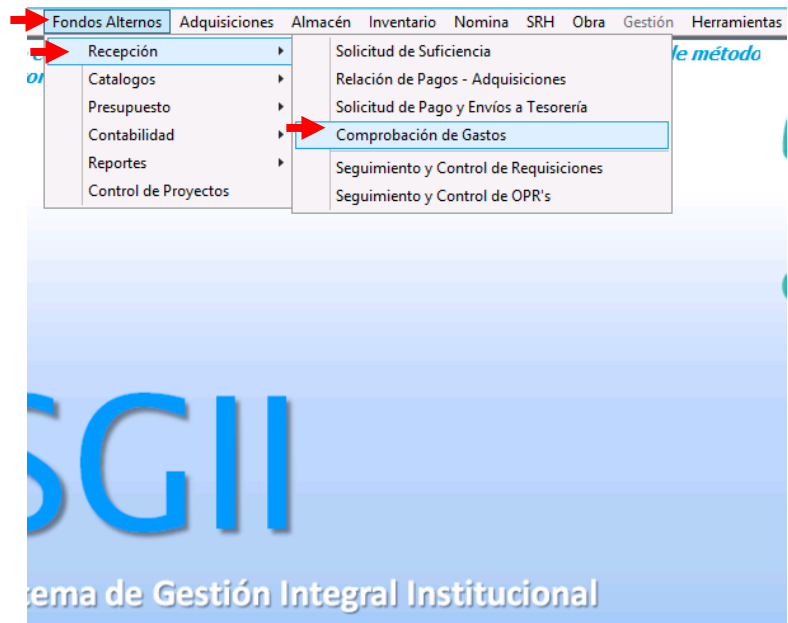 Fondos Alternos Adquisiciones Almacén Inventario Nomina SRH Obra Gestión Herramientas
Recepción
Catalogos
Presupuesto
Contabilidad
Reportes
Control de Proyectos
Solicitud de Suficiencia
Relación de Pagos - Adquisiciones
Solicitud de Pago y Envíos a Tesorería
Comprobación de Gastos
Seguimiento y Control de Requisiciones
Seguimiento y Control de OPR's
método
SGII
de Gestión Integral Institucional